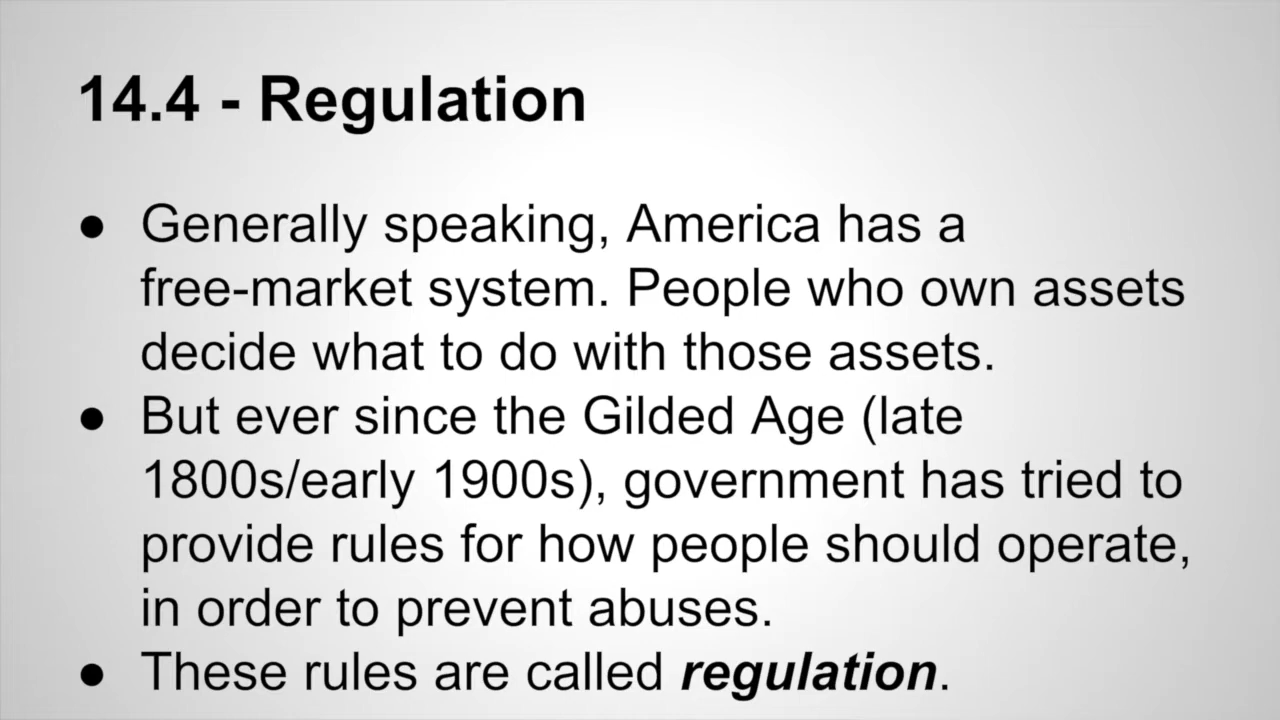 14.4 - Regulation
● Generally speaking, America has a
free-market system. People who own assets
decide what to do with those assets.
● But ever since the Gilded Age (late
1800s/early 1900s), government has tried to
provide rules for how people should operate,
in order to prevent abuses.
● These rules are called regulation.